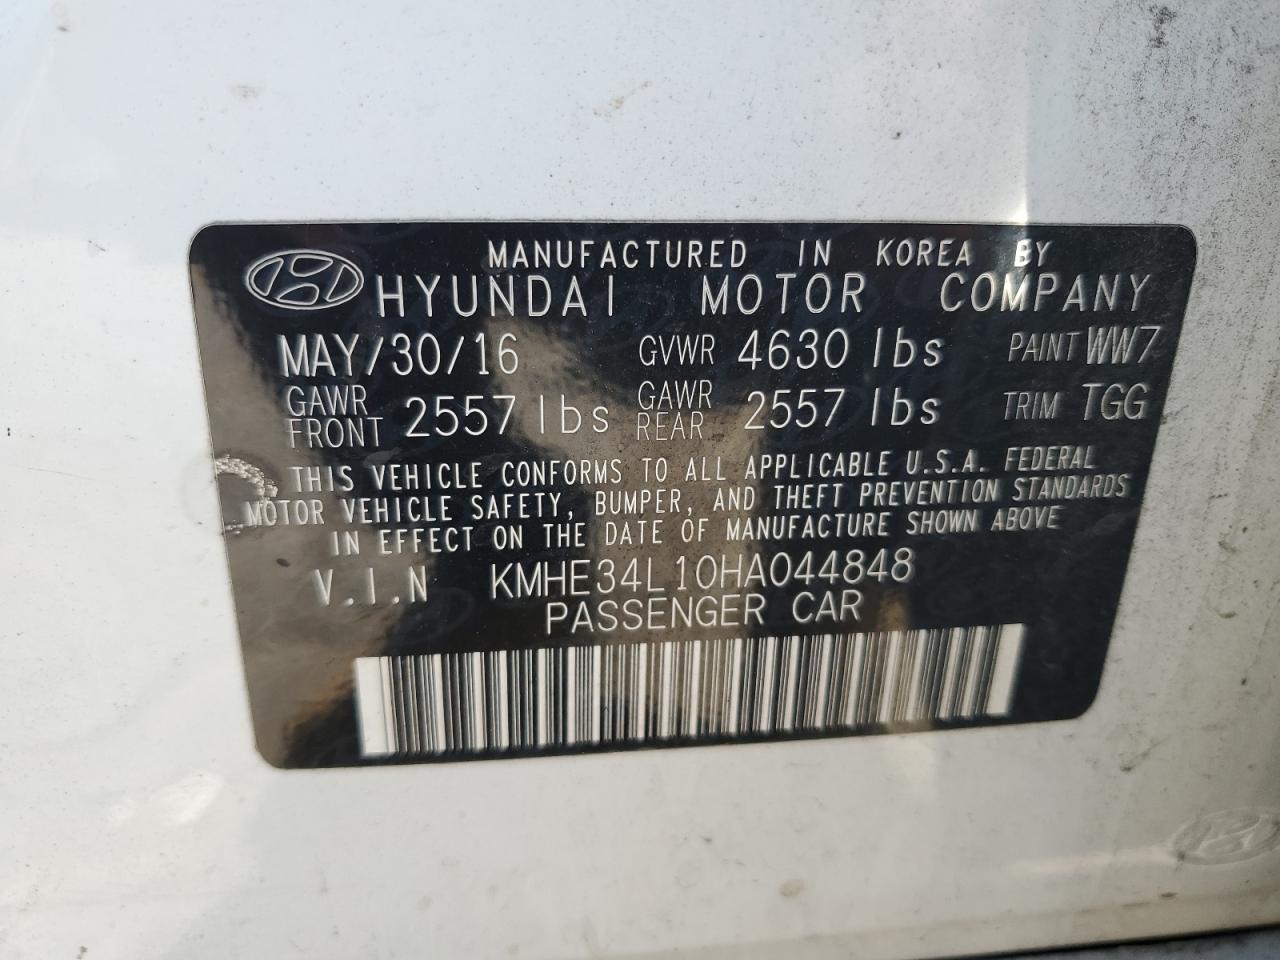 MANUFACTURED IN KOREA BY
HYUNDAI MOTOR COMPANY
MAY/30/16 GVWR 4630 lbs PAINT WW7
GAWR FRONT 2557 lbs GAWR REAR 2557 lbs TRIM TGG
THIS VEHICLE CONFORMS TO ALL APPLICABLE U.S.A. FEDERAL
MOTOR VEHICLE SAFETY, BUMPER, AND THEFT PREVENTION STANDARDS
IN EFFECT ON THE DATE OF MANUFACTURE SHOWN ABOVE
V.I.N KMHE34L10HA044848
PASSENGER CAR